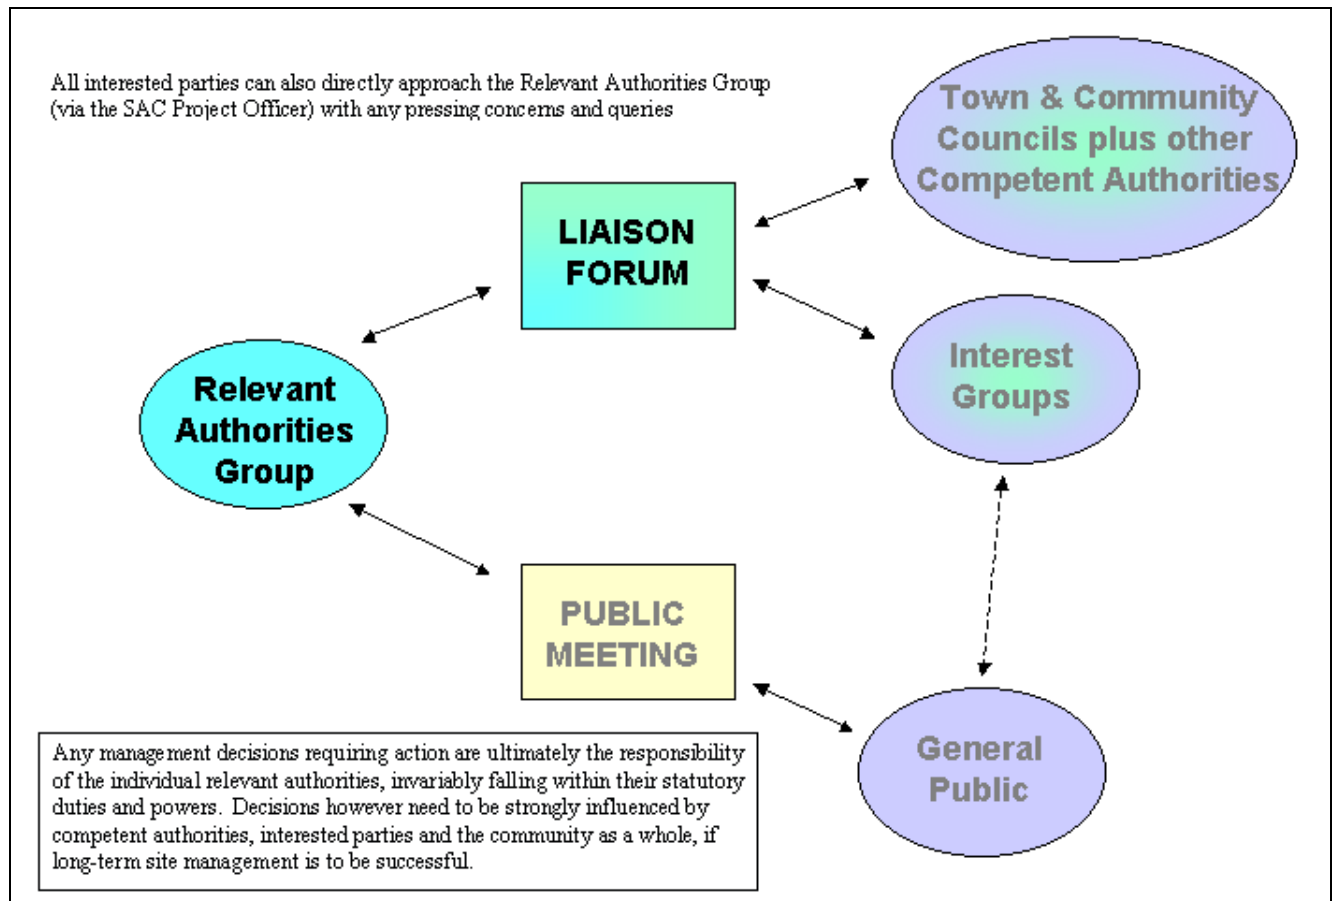 All interested parties can also directly approach the Relevant Authorities Group
(via the SAC Project Officer) with any pressing concerns and queries
Town & Community
Councils plus other
Competent Authorities
LIAISON
FORUM
Interest
Groups
Relevant
Authorities
Group
PUBLIC
MEETING
General
Public
Any management decisions requiring action are ultimately the responsibility
of the individual relevant authorities, invariably falling within their statutory
duties and powers.  Decisions however need to be strongly influenced by
competent authorities, interested parties and the community as a whole, if
long-term site management is to be successful.